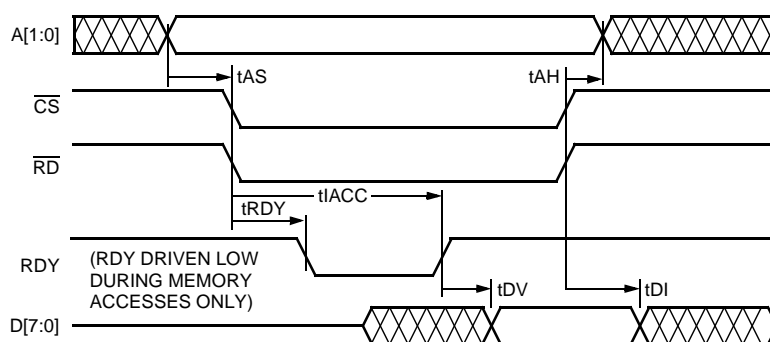 A[1:0]
tAS
tAH
CS
RD
tIACC
tRDY
RDY
(RDY DRIVEN LOW
DURING MEMORY
ACCESSES ONLY)
tDV
tDI
D[7:0]